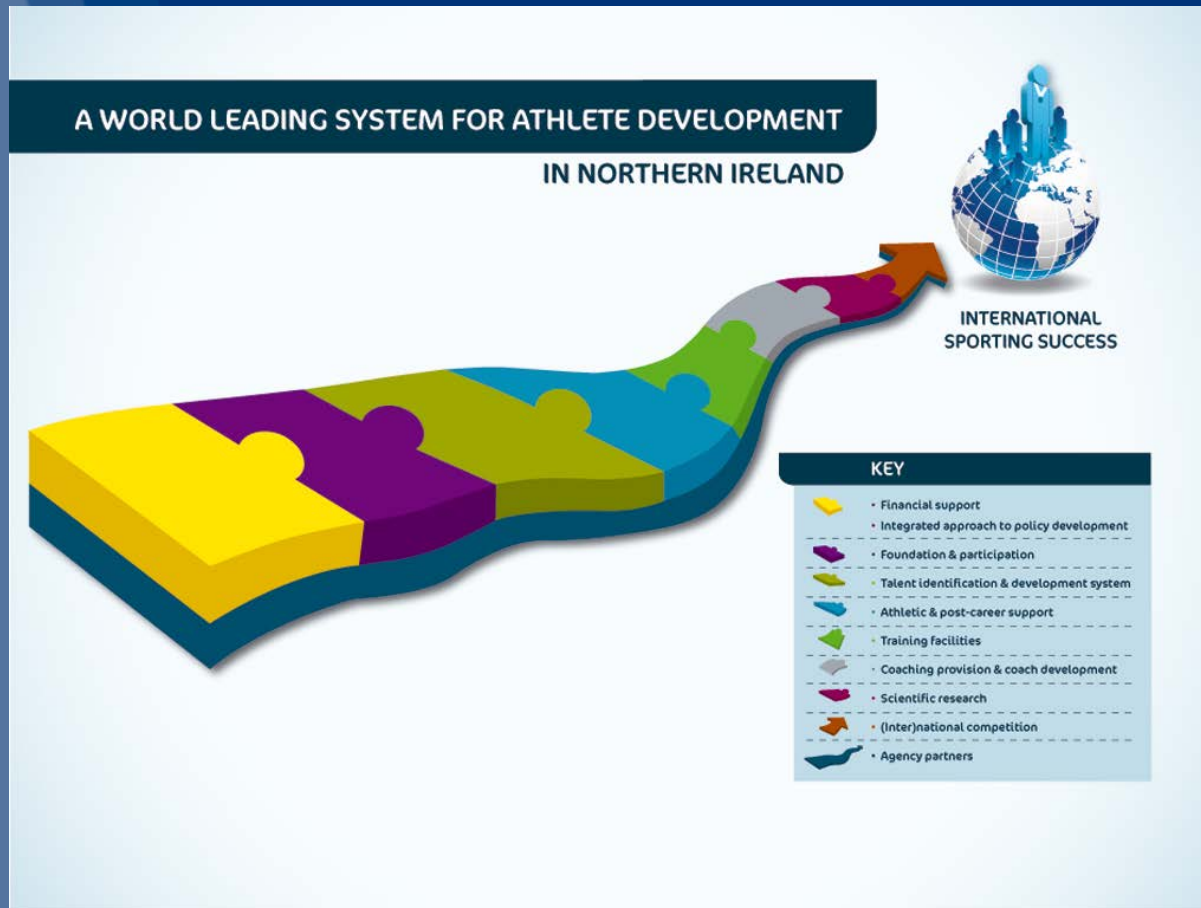 A WORLD LEADING SYSTEM FOR ATHLETE DEVELOPMENT
IN NORTHERN IRELAND
INTERNATIONAL
SPORTING SUCCESS
KEY
• Financial support
• Integrated approach to policy development
• Foundation & participation
• Talent identification & development system
• Athletic & post-career support
• Training facilities
• Coaching provision & coach development
• Scientific research
• (Inter)national competition
• Agency partners